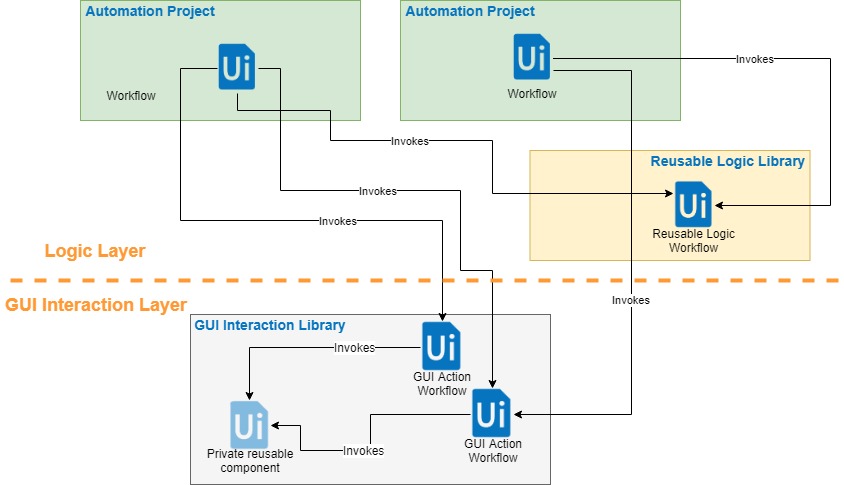 Automation Project
Automation Project
Ui
Workflow
Ui
Workflow
Invokes
Invokes
Invokes
Invokes
Reusable Logic Library
Ui
Reusable Logic
Workflow
Logic Layer
GUI Interaction Layer
Invokes
GUI Interaction Library
Invokes
Ui
GUI Action
Workflow
Ui
Private reusable
component
Invokes
Ui
GUI Action
Workflow